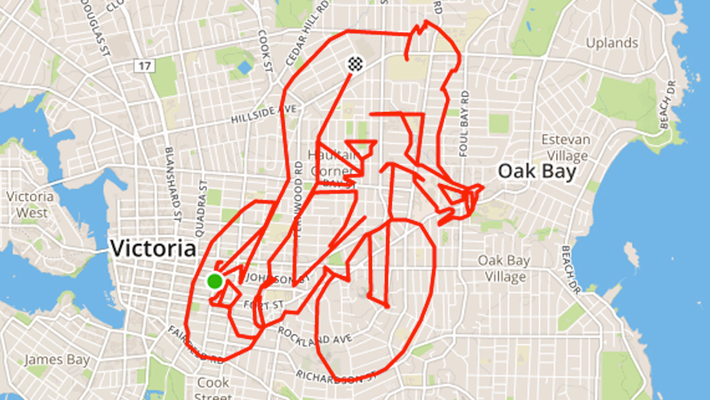 DOUGLAS ST
CEDAR HILL RD
COOK ST
17
Uplands
BEACH DR
HILLSIDE AVE
FOUL BAY RD
Estevan
Village
BLANSHARD ST
Haultain
Corner
Oak Bay
Victoria
West
QUADRA ST
FERNWOOD RD
Victoria
JOHNSON ST
Oak Bay
Village
BEACH DR
FORT ST
FAIRFIELD RD
ROCKLAND AVE
James Bay
RICHARDSON ST
Cook
Street